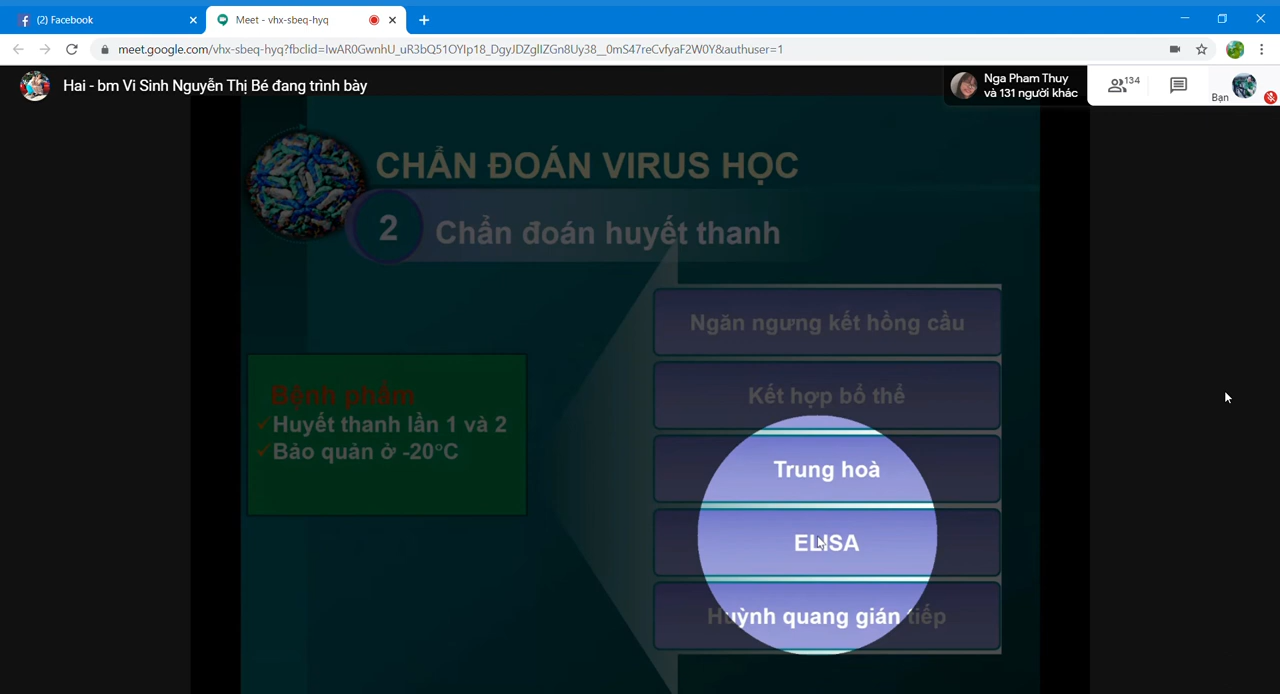 (2) Facebook
Meet - vhx-sbeq-hyq
meet.google.com/vhx-sbeq-hyq?fbclid=IwAR0GwnhU_uR3bQ51OYIp18_DgyJDZglIZGn8Uy38__0mS47reCvfyaF2W0Y&authuser=1
Hai - bm Vi Sinh Nguyễn Thị Bé đang trình bày
Nga Pham Thuy
và 131 người khác
134
Bạn
CHẨN ĐOÁN VIRUS HỌC
2
Chẩn đoán huyết thanh
Ngăn ngưng kết hồng cầu
Bệnh phẩm
Huyết thanh lần 1 và 2
Bảo quản ở -20°C
Kết hợp bổ thể
Trung hoà
ELISA
Huỳnh quang gián tiếp